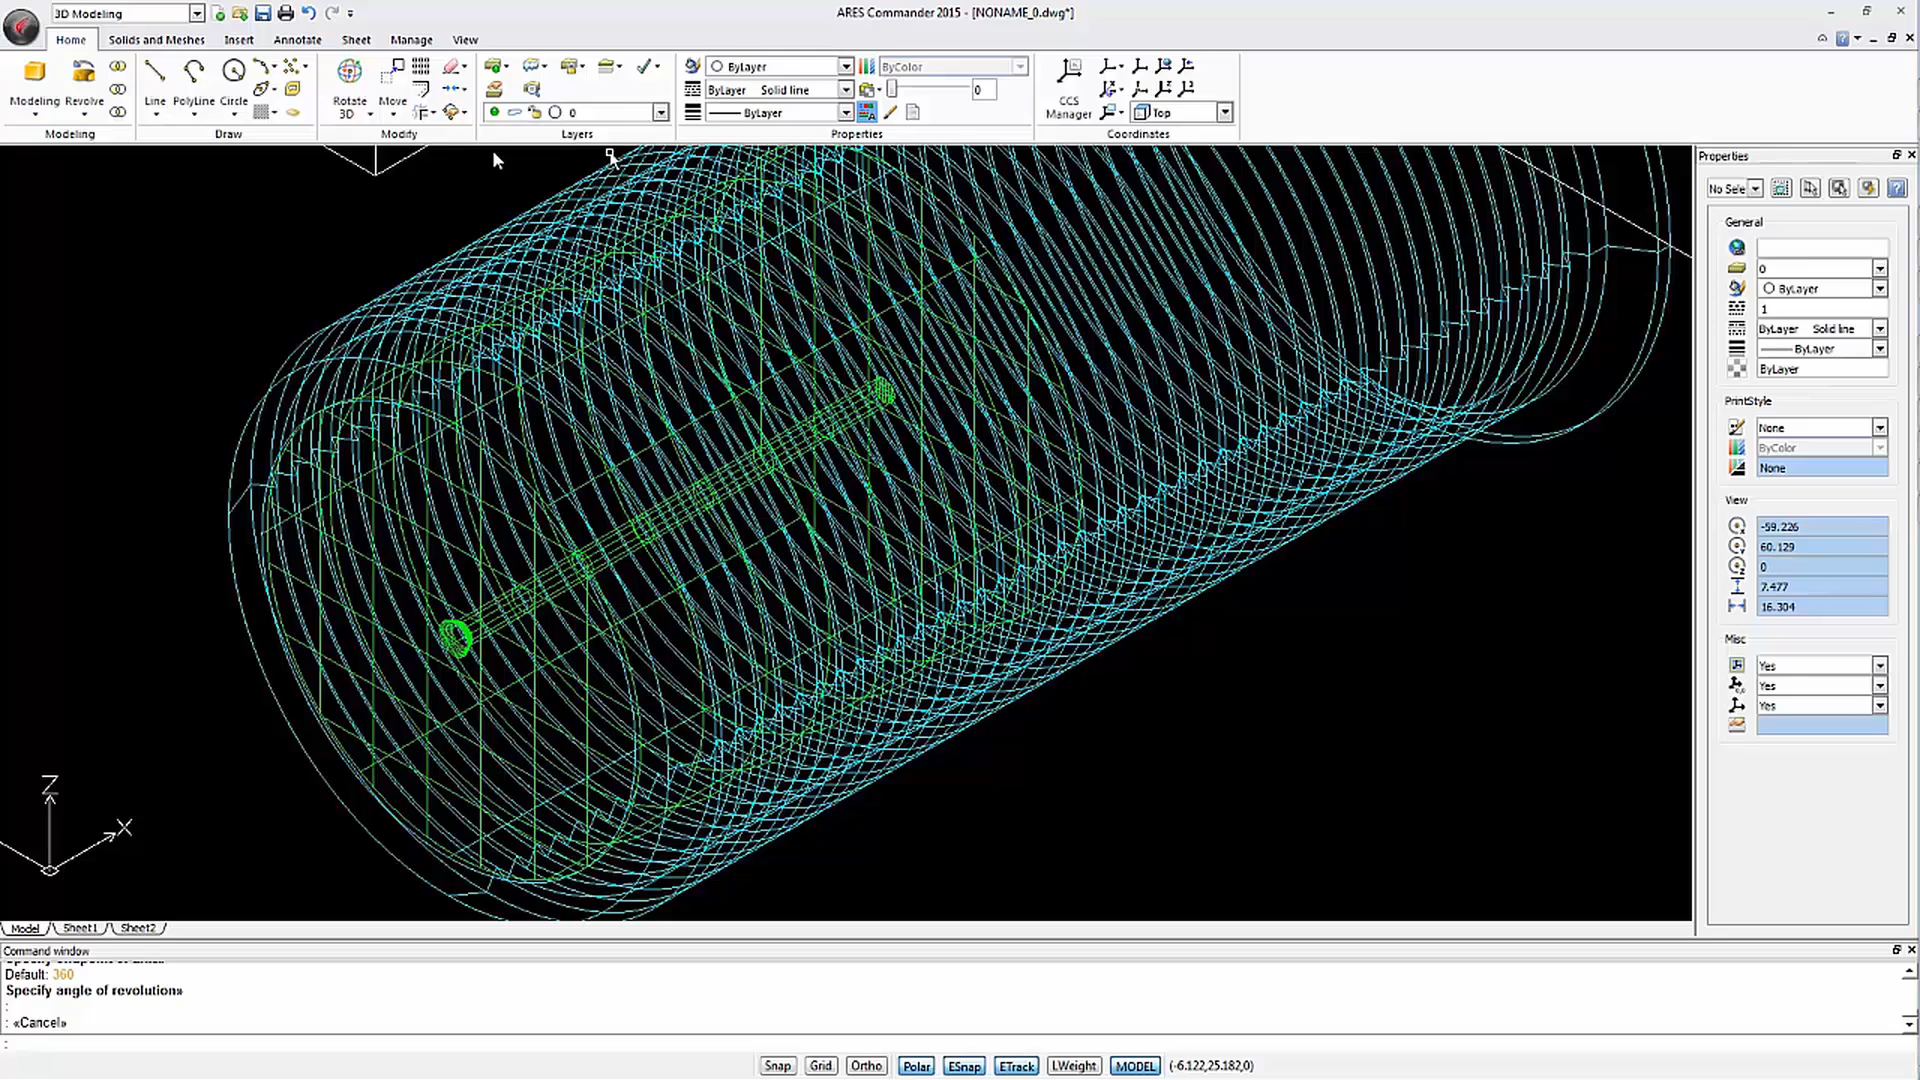 3D Modeling
ARES Commander 2015 - [NONAME_0.dwg*]
Home Solids and Meshes Insert Annotate Sheet Manage View
ByLayer ByColor
ByLayer Solid line 0
ByLayer
Modeling Revolve Line PolyLine Circle Rotate 3D Move
0
CCS Manager
Top
Modeling Draw Modify Layers Properties Coordinates
Properties
No Sele
General
0
ByLayer
1
ByLayer Solid line
ByLayer
ByLayer
PrintStyle
None
ByColor
None
View
-59.226
60.129
0
7.477
16.304
Misc
Yes
Yes
Yes
Z
X
Model Sheet1 Sheet2
Command window
Default: 360
Specify angle of revolution»
:
: «Cancel»
:
Snap Grid Ortho Polar ESnap ETrack LWeight MODEL (-6.122,25.182,0)